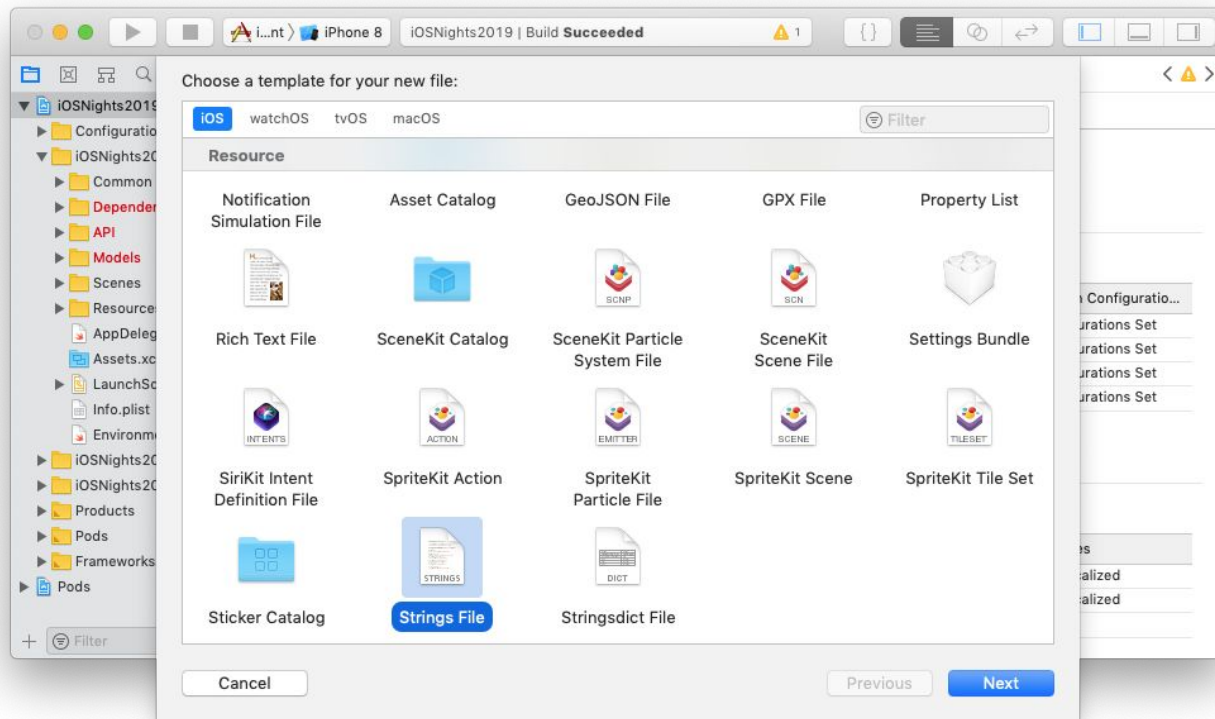 i...nt 〉 iPhone 8
iOSNights2019 | Build Succeeded
1
{ }
Choose a template for your new file:
iOS watchOS tvOS macOS
Filter
Resource
Notification Simulation File
Asset Catalog
GeoJSON File
GPX File
Property List
Rich Text File
SceneKit Catalog
SCNP
SceneKit Particle System File
SCN
SceneKit Scene File
Settings Bundle
INTENTS
SiriKit Intent Definition File
ACTION
SpriteKit Action
EMITTER
SpriteKit Particle File
SCENE
SpriteKit Scene
TILESET
SpriteKit Tile Set
Sticker Catalog
STRINGS
Strings File
DICT
Stringsdict File
Cancel
Previous
Next
iOSNights2019
Configuratio
iOSNights20
Common
Depender
API
Models
Scenes
Resource
AppDeleg
Assets.xc
LaunchSc
Info.plist
Environm
iOSNights20
iOSNights20
Products
Pods
Frameworks
Pods
Filter
Configuratio...
urations Set
urations Set
urations Set
urations Set
es
alized
alized